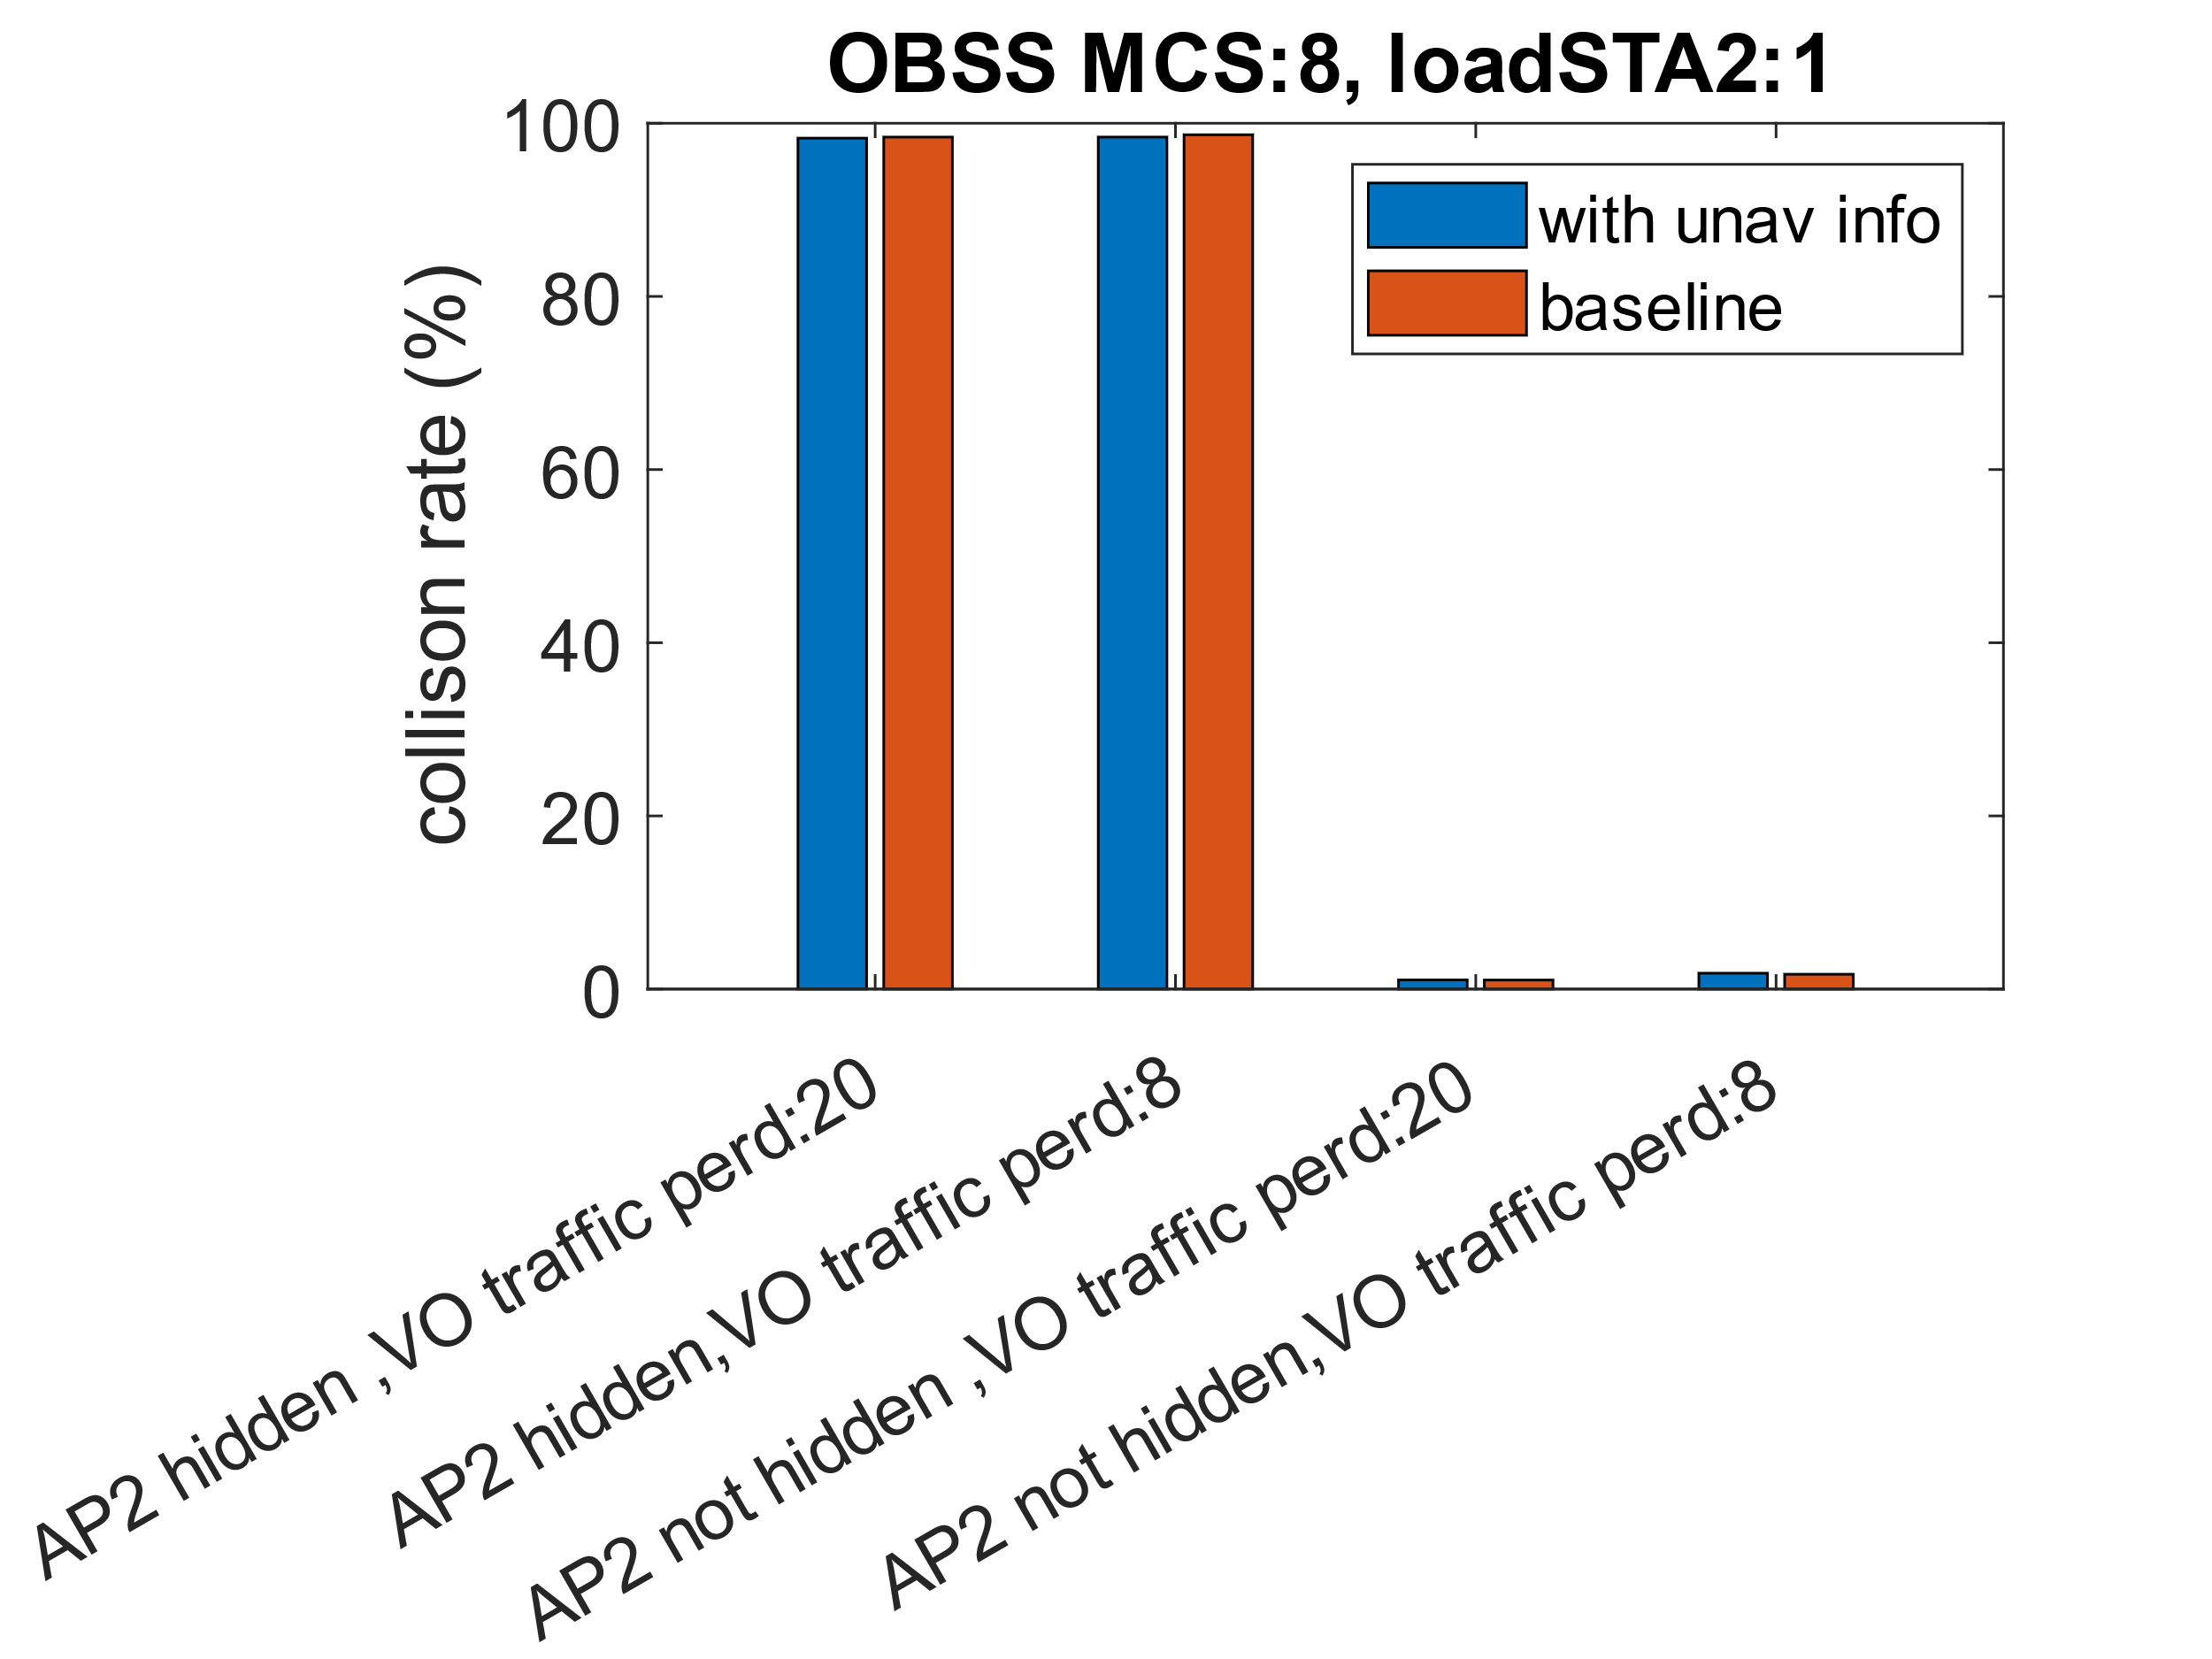 OBSS MCS:8, loadSTA2:1
collison rate (%)
100
80
60
40
20
0
with unav info
baseline
AP2 hidden ,VO traffic perd:20
AP2 hidden,VO traffic perd:8
AP2 not hidden ,VO traffic perd:20
AP2 not hidden,VO traffic perd:8